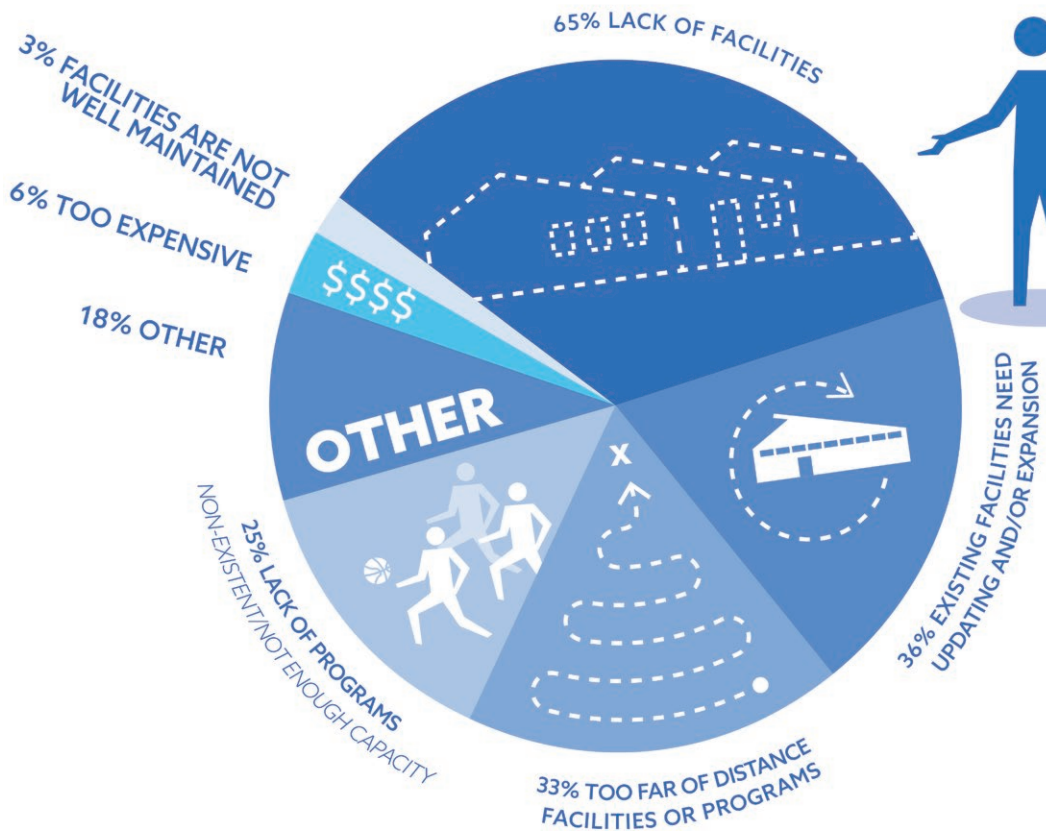 65% LACK OF FACILITIES
3% FACILITIES ARE NOT
WELL MAINTAINED
6% TOO EXPENSIVE
$$$$
18% OTHER
OTHER
X
36% EXISTING FACILITIES NEED
UPDATING AND/OR EXPANSION
25% LACK OF PROGRAMS
NON-EXISTENT/NOT ENOUGH CAPACITY
33% TOO FAR OF DISTANCE
FACILITIES OR PROGRAMS